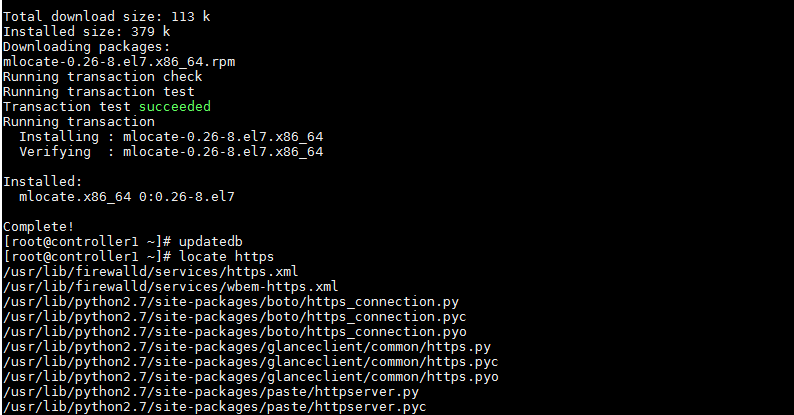 Total download size: 113 k
Installed size: 379 k
Downloading packages:
mlocate-0.26-8.el7.x86_64.rpm
Running transaction check
Running transaction test
Transaction test succeeded
Running transaction
  Installing : mlocate-0.26-8.el7.x86_64
  Verifying  : mlocate-0.26-8.el7.x86_64

Installed:
  mlocate.x86_64 0:0.26-8.el7

Complete!
[root@controller1 ~]# updatedb
[root@controller1 ~]# locate https
/usr/lib/firewalld/services/https.xml
/usr/lib/firewalld/services/wbem-https.xml
/usr/lib/python2.7/site-packages/boto/https_connection.py
/usr/lib/python2.7/site-packages/boto/https_connection.pyc
/usr/lib/python2.7/site-packages/boto/https_connection.pyo
/usr/lib/python2.7/site-packages/glanceclient/common/https.py
/usr/lib/python2.7/site-packages/glanceclient/common/https.pyc
/usr/lib/python2.7/site-packages/glanceclient/common/https.pyo
/usr/lib/python2.7/site-packages/paste/httpserver.py
/usr/lib/python2.7/site-packages/paste/httpserver.pyc